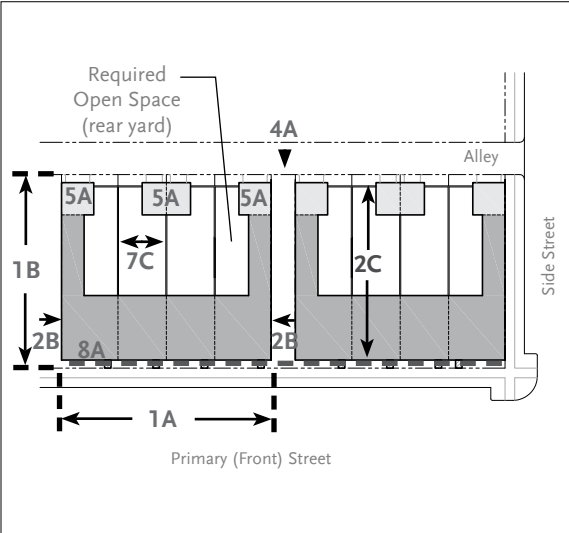 Required
Open Space
(rear yard)
4A
Alley
5A 5A 5A
1B
7C
2C
Side Street
2B 2B
8A
1A
Primary (Front) Street